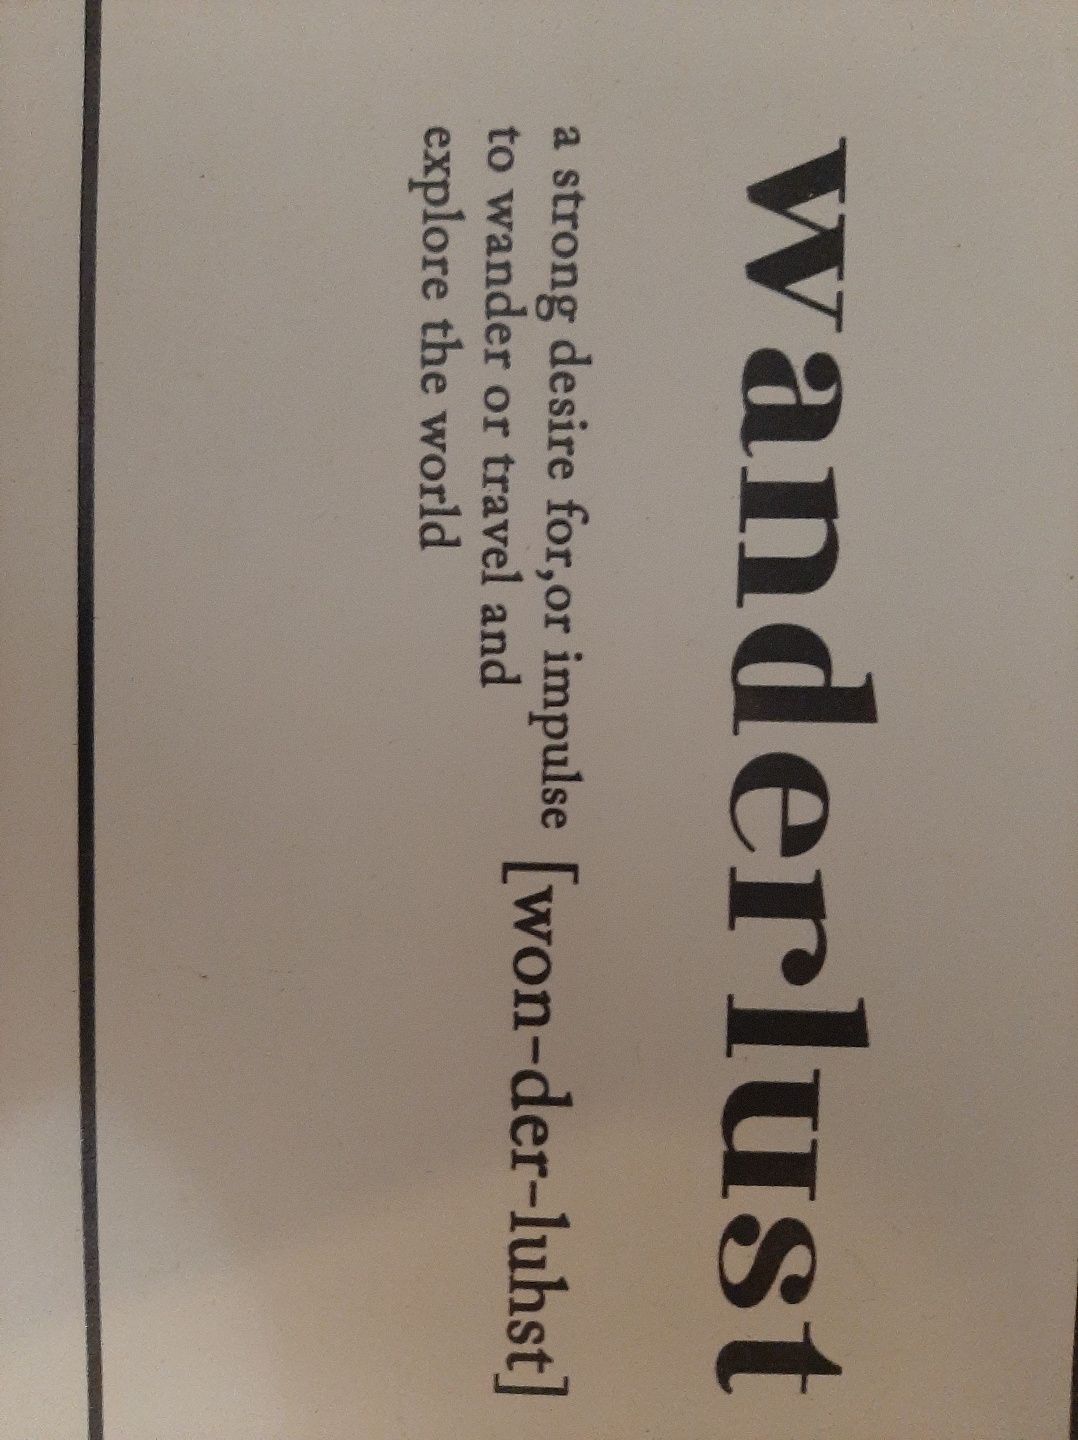 wanderlust
a strong desire for,or impulse [won-der-luhst]
to wander or travel and
explore the world